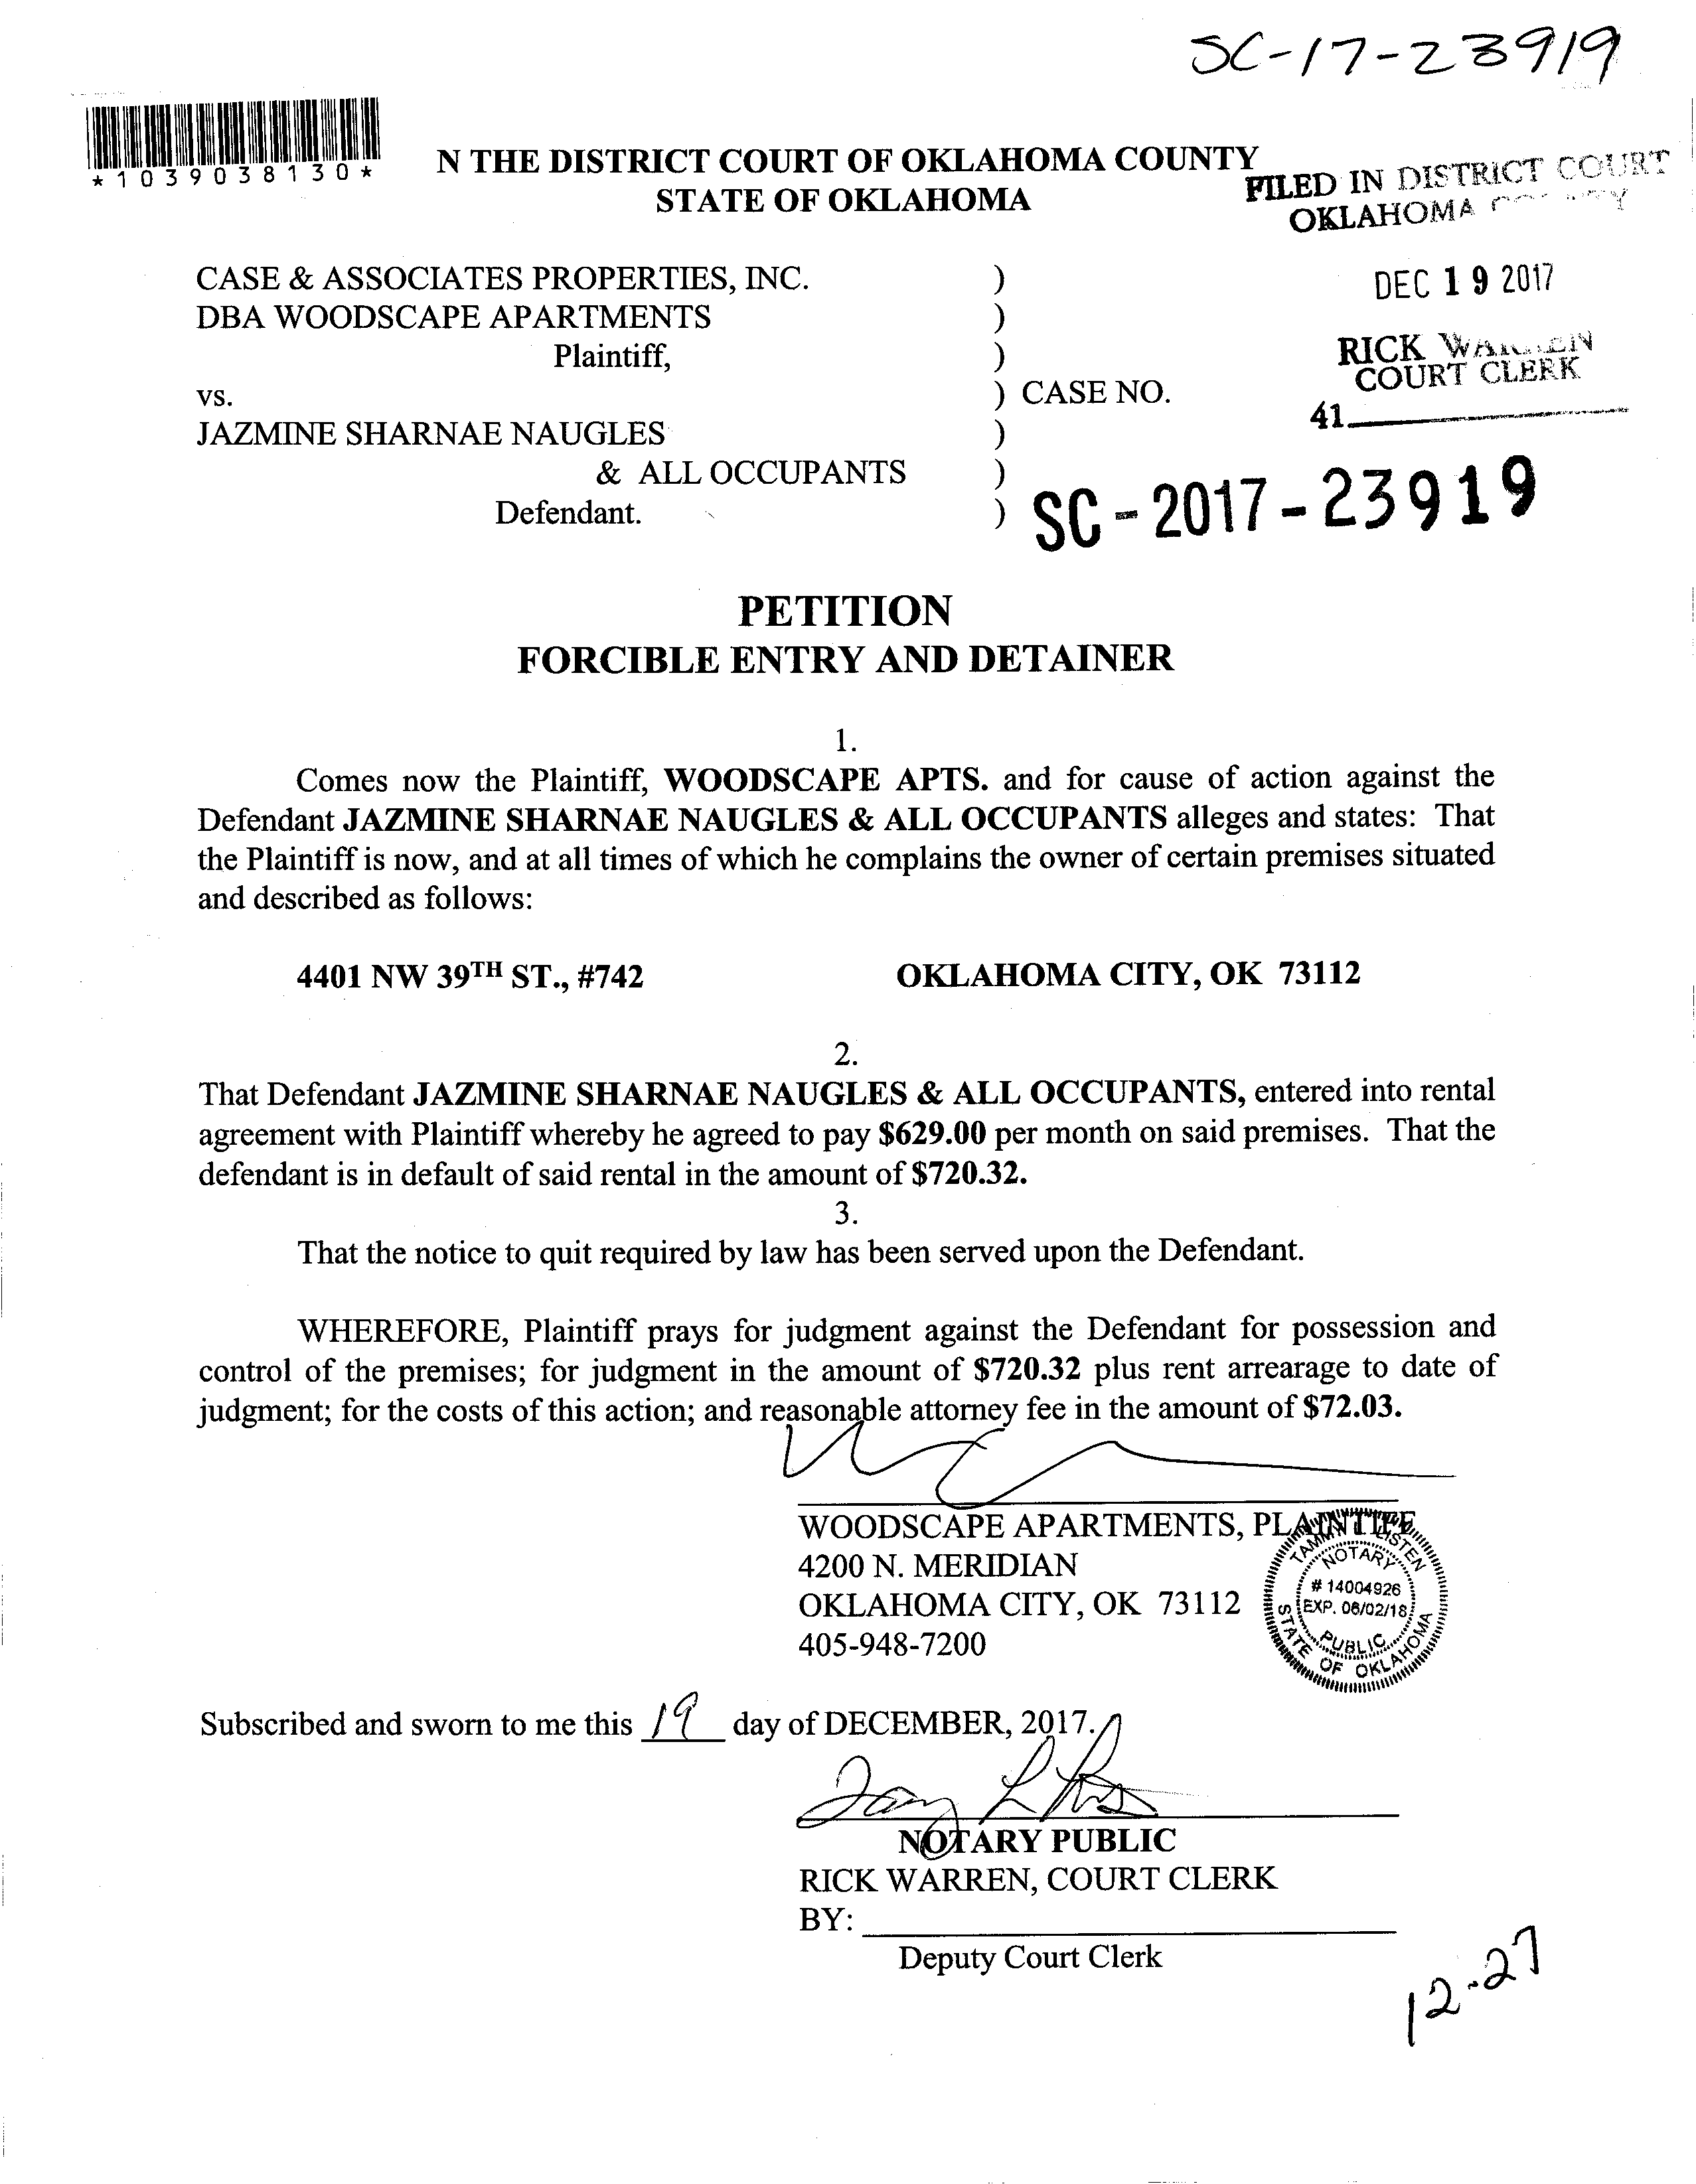 SC-17-23919
*1039038130*
N THE DISTRICT COURT OF OKLAHOMA COUNTY
STATE OF OKLAHOMA
FILED IN DISTRICT COURT
OKLAHOMA
DEC 19 2017
RICK WARREN
COURT CLERK
41
CASE & ASSOCIATES PROPERTIES, INC. )
DBA WOODSCAPE APARTMENTS )
Plaintiff, )
vs. ) CASE NO.
JAZMINE SHARNAE NAUGLES )
& ALL OCCUPANTS )
Defendant. )
SC-2017-23919
PETITION
FORCIBLE ENTRY AND DETAINER
1.
Comes now the Plaintiff, WOODSCAPE APTS. and for cause of action against the
Defendant JAZMINE SHARNAE NAUGLES & ALL OCCUPANTS alleges and states: That
the Plaintiff is now, and at all times of which he complains the owner of certain premises situated
and described as follows:
4401 NW 39TH ST., #742 OKLAHOMA CITY, OK 73112
2.
That Defendant JAZMINE SHARNAE NAUGLES & ALL OCCUPANTS, entered into rental
agreement with Plaintiff whereby he agreed to pay $629.00 per month on said premises. That the
defendant is in default of said rental in the amount of $720.32.
3.
That the notice to quit required by law has been served upon the Defendant.
WHEREFORE, Plaintiff prays for judgment against the Defendant for possession and
control of the premises; for judgment in the amount of $720.32 plus rent arrearage to date of
judgment; for the costs of this action; and reasonable attorney fee in the amount of $72.03.
WOODSCAPE APARTMENTS, PLAINTIFF
4200 N. MERIDIAN
OKLAHOMA CITY, OK 73112
405-948-7200
NOTARY
# 14004926
EXP. 06/02/18
PUBLIC
STATE OF OKLAHOMA
Subscribed and sworn to me this 19 day of DECEMBER, 2017.
NOTARY PUBLIC
RICK WARREN, COURT CLERK
BY:
Deputy Court Clerk
12-27